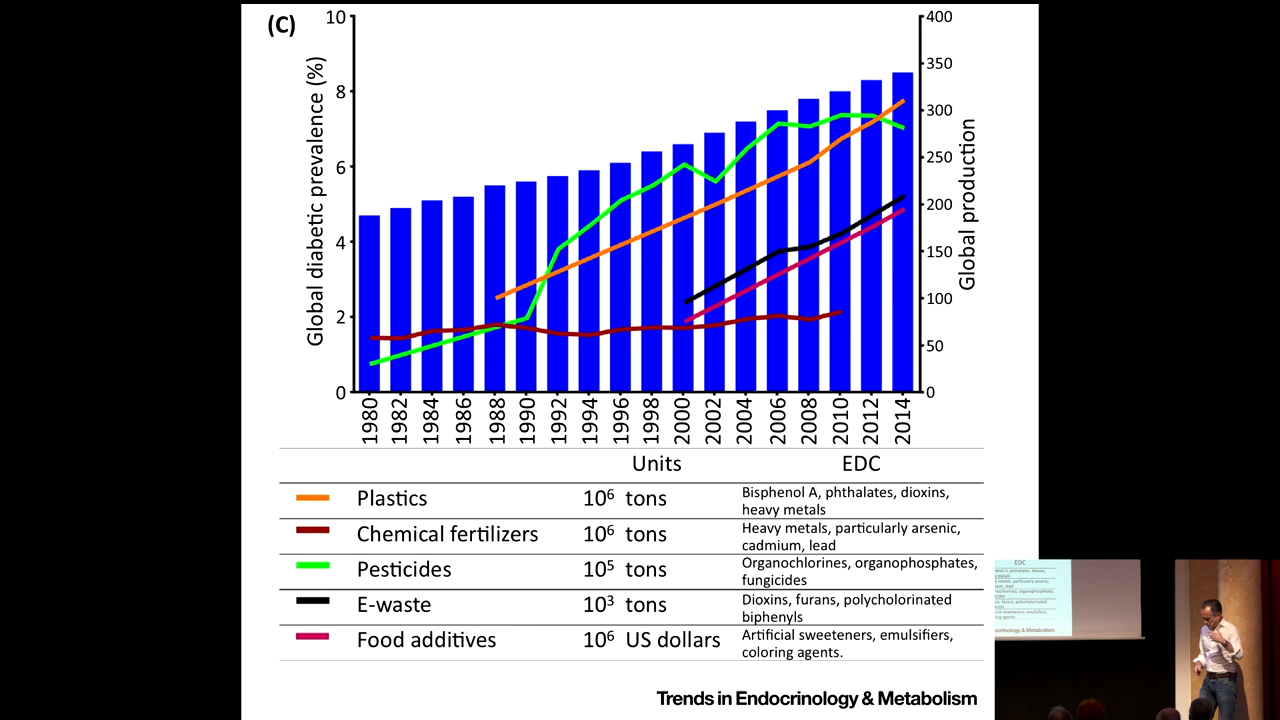 (C)
Global diabetic prevalence (%)
10
8
6
4
2
0
400
350
300
250
200
150
100
50
0
Global production
1980 1982 1984 1986 1988 1990 1992 1994 1996 1998 2000 2002 2004 2006 2008 2010 2012 2014
Units EDC
Plastics 10⁶ tons Bisphenol A, phthalates, dioxins,
heavy metals
Chemical fertilizers 10⁶ tons Heavy metals, particularly arsenic,
cadmium, lead
Pesticides 10⁵ tons Organochlorines, organophosphates,
fungicides
E-waste 10³ tons Dioxins, furans, polycholorinated
biphenyls
Food additives 10⁶ US dollars Artificial sweeteners, emulsifiers,
coloring agents.
Trends in Endocrinology & Metabolism
EDC